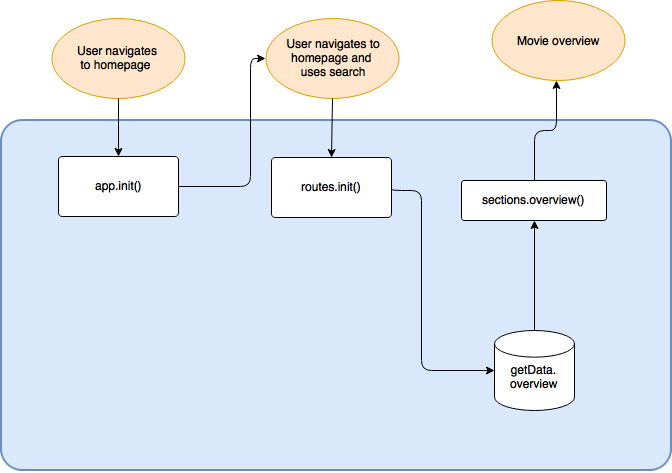 User navigates
to homepage
User navigates to
homepage and
uses search
Movie overview
app.init()
routes.init()
sections.overview()
getData.
overview